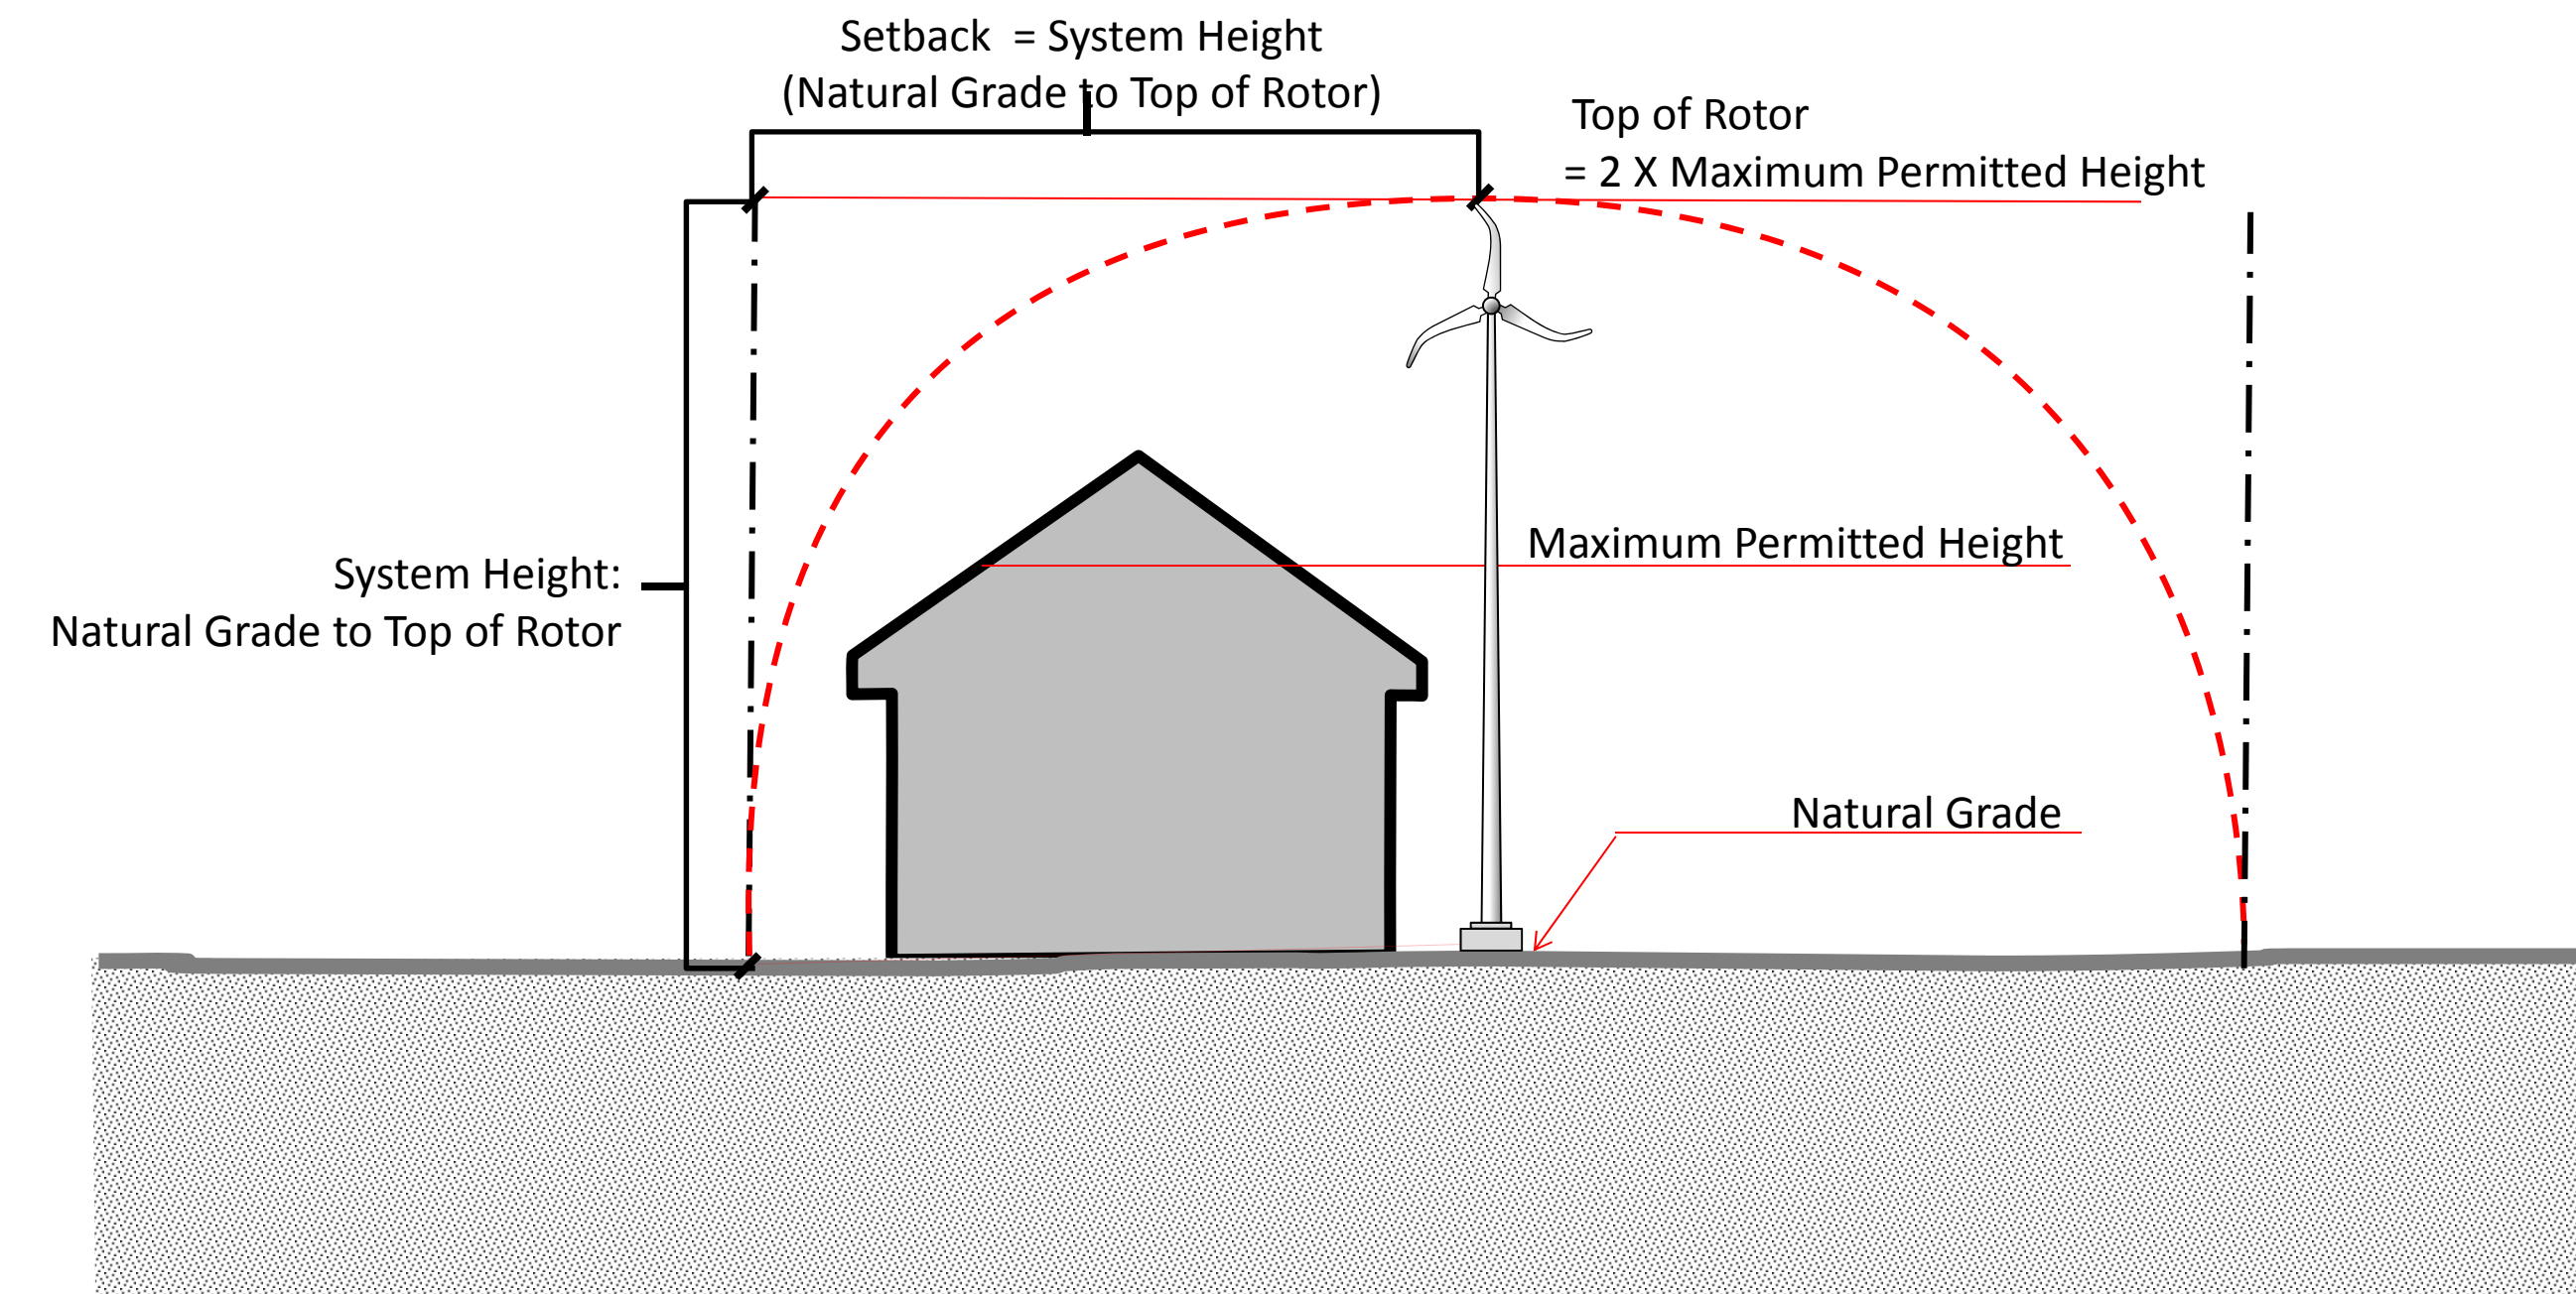 Setback = System Height
(Natural Grade to Top of Rotor)
Top of Rotor
= 2 X Maximum Permitted Height
Maximum Permitted Height
System Height:
Natural Grade to Top of Rotor
Natural Grade